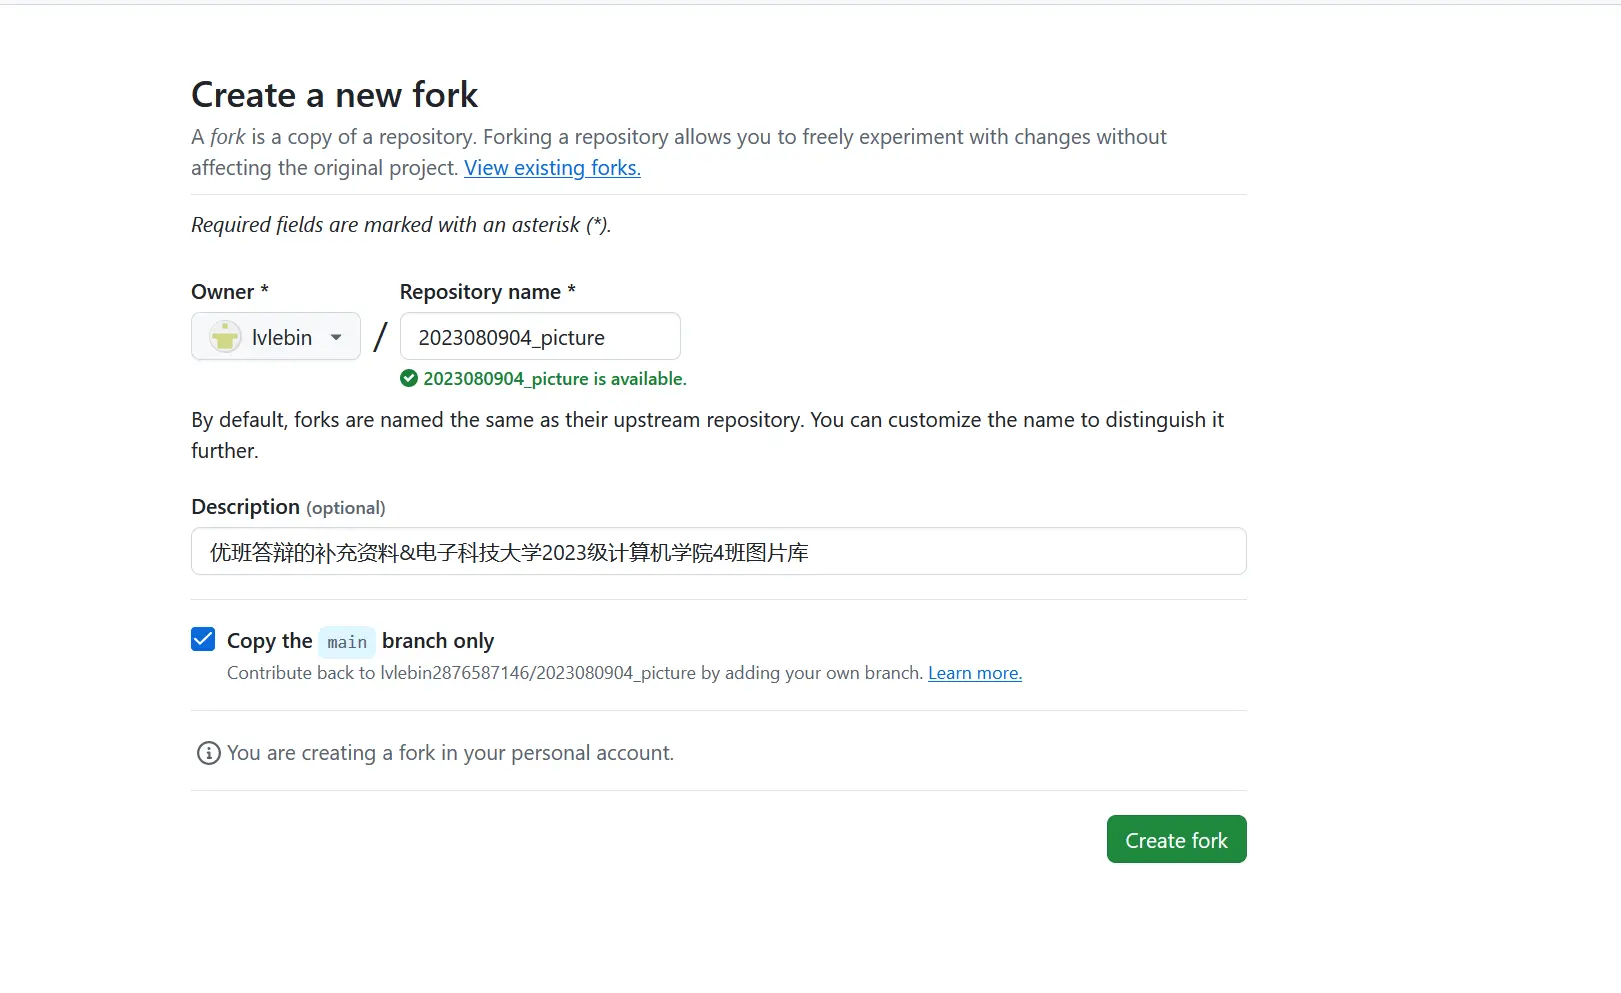 Create a new fork
A fork is a copy of a repository. Forking a repository allows you to freely experiment with changes without
affecting the original project. View existing forks.
Required fields are marked with an asterisk (*).
Owner *
Repository name *
lvlebin
/
2023080904_picture
2023080904_picture is available.
By default, forks are named the same as their upstream repository. You can customize the name to distinguish it
further.
Description (optional)
优班答辩的补充资料&电子科技大学2023级计算机学院4班图片库
Copy the main branch only
Contribute back to lvlebin2876587146/2023080904_picture by adding your own branch. Learn more.
You are creating a fork in your personal account.
Create fork